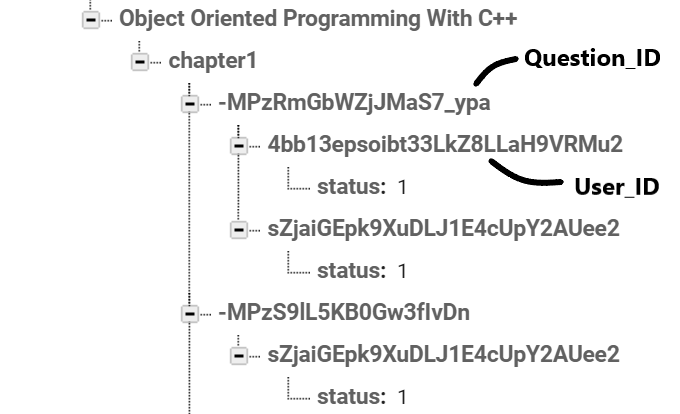 Object Oriented Programming With C++
chapter1
Question_ID
-MPzRmGbWZjJMaS7_ypa
4bb13epsoibt33LkZ8LLaH9VRMu2
status: 1
User_ID
sZjaiGEpk9XuDLJ1E4cUpY2AUee2
status: 1
-MPzS9lL5KB0Gw3fIvDn
sZjaiGEpk9XuDLJ1E4cUpY2AUee2
status: 1